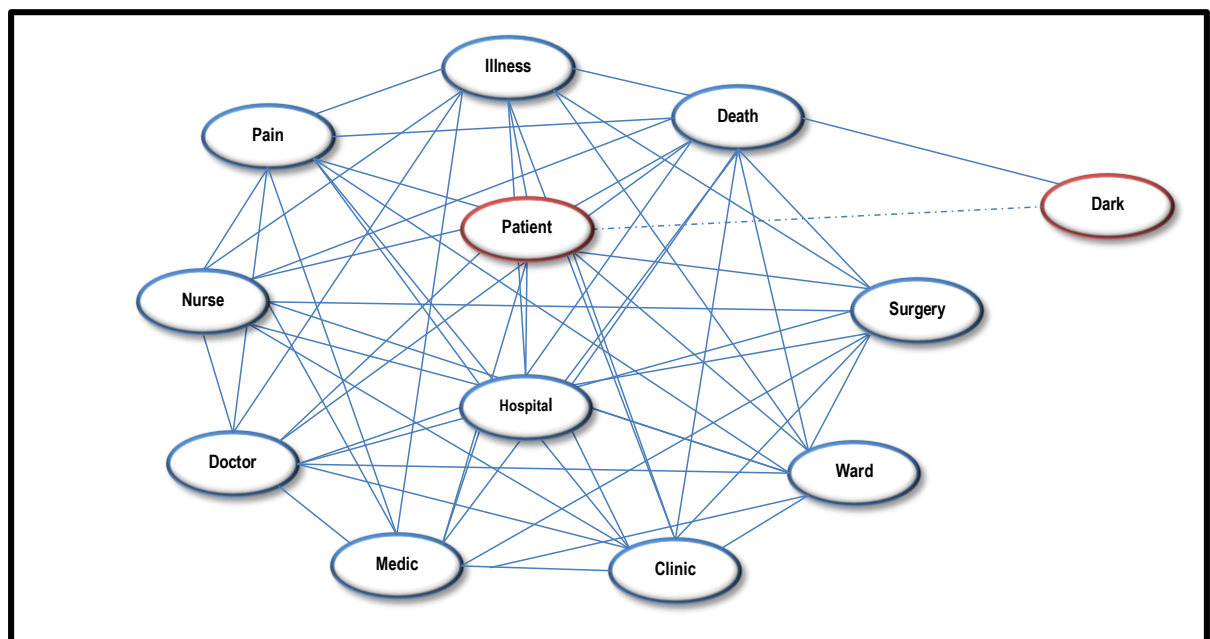 Illness
Death
Pain
Dark
Patient
Nurse
Surgery
Hospital
Doctor
Ward
Medic
Clinic